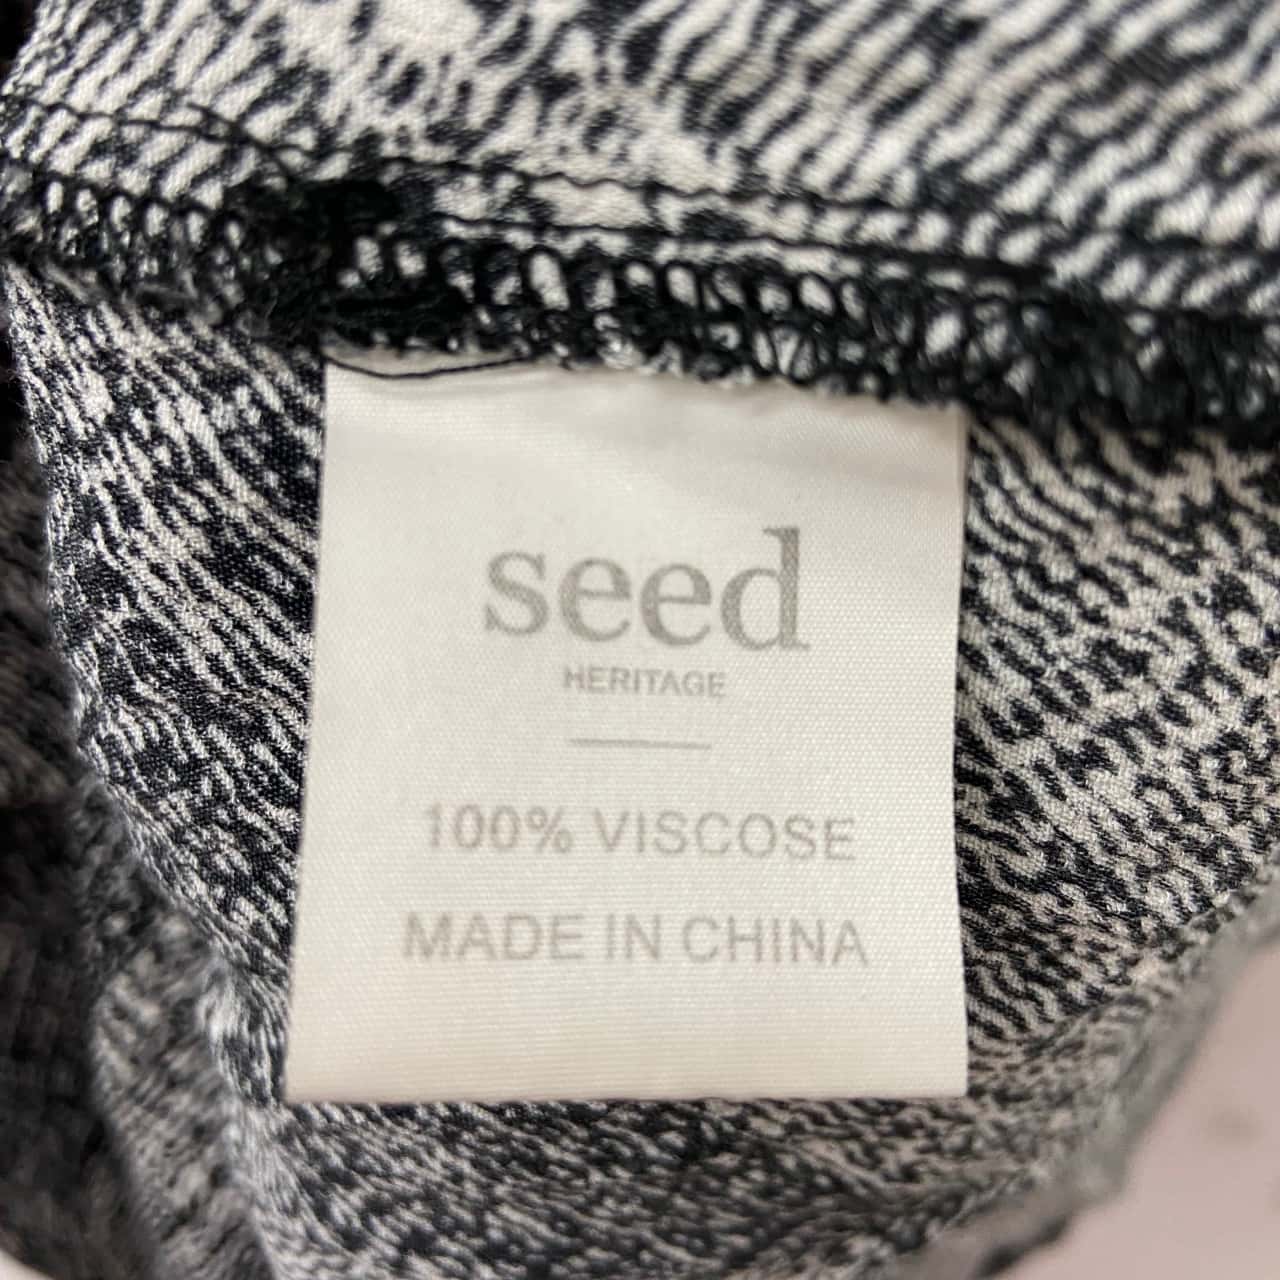 seed
HERITAGE
100% VISCOSE
MADE IN CHINA